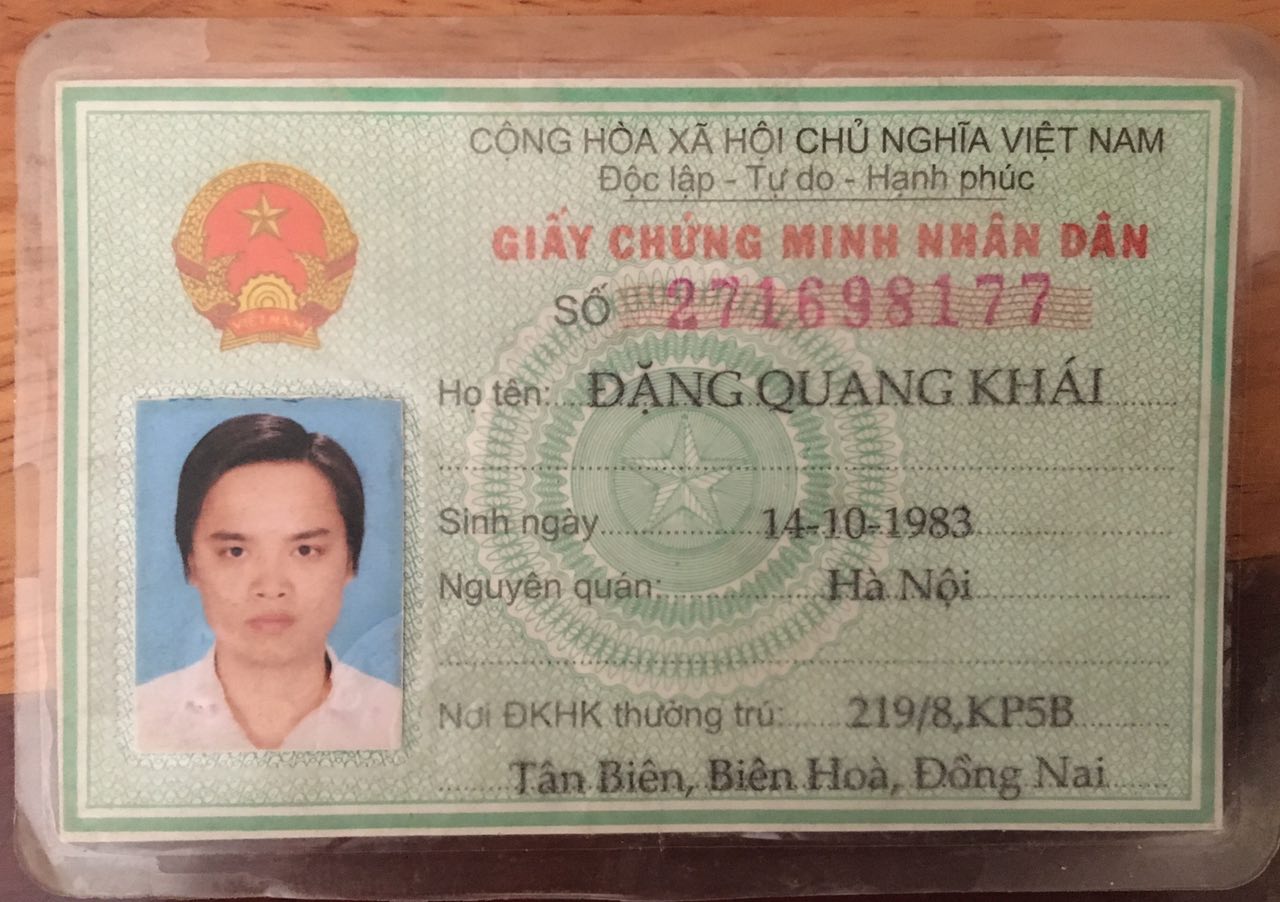 CỘNG HÒA XÃ HỘI CHỦ NGHĨA VIỆT NAM
Độc lập - Tự do - Hạnh phúc
GIẤY CHỨNG MINH NHÂN DÂN
SỐ 271698177
Họ tên: ĐẶNG QUANG KHÁI
Sinh ngày 14-10-1983
Nguyên quán: Hà Nội
Nơi ĐKHK thường trú: 219/8,KP5B
Tân Biên, Biên Hoà, Đồng Nai